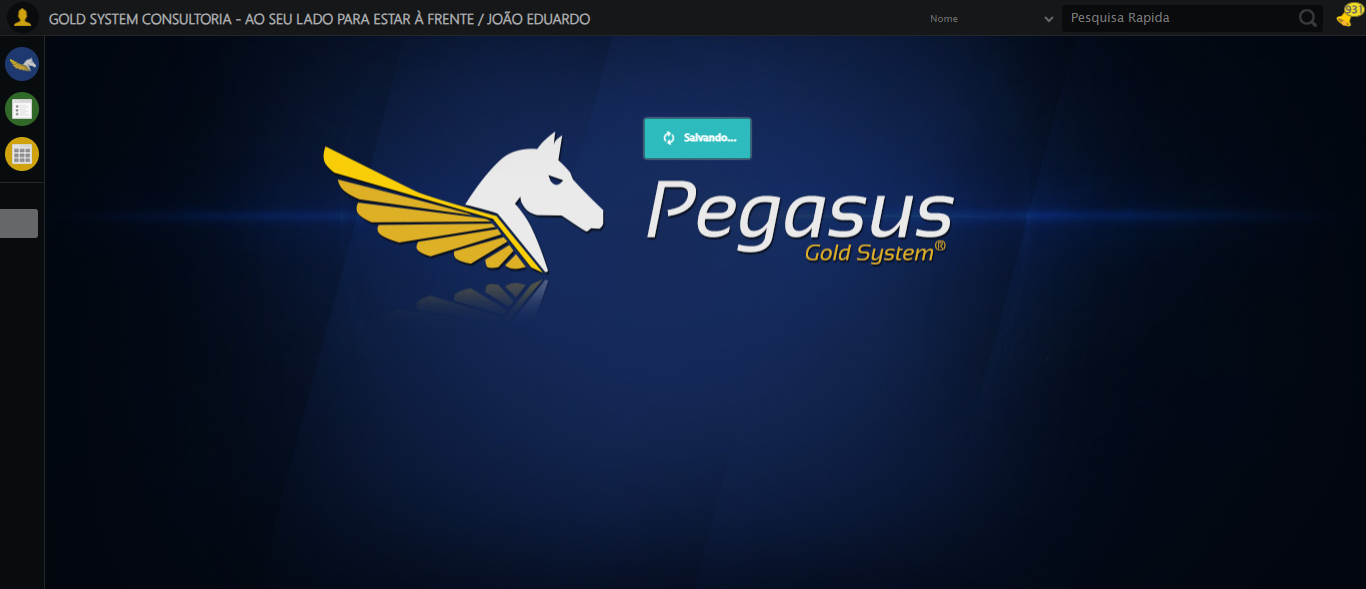 GOLD SYSTEM CONSULTORIA - AO SEU LADO PARA ESTAR À FRENTE / JOÃO EDUARDO
Nome
Pesquisa Rapida
931
Salvando...
Pegasus
Gold System®